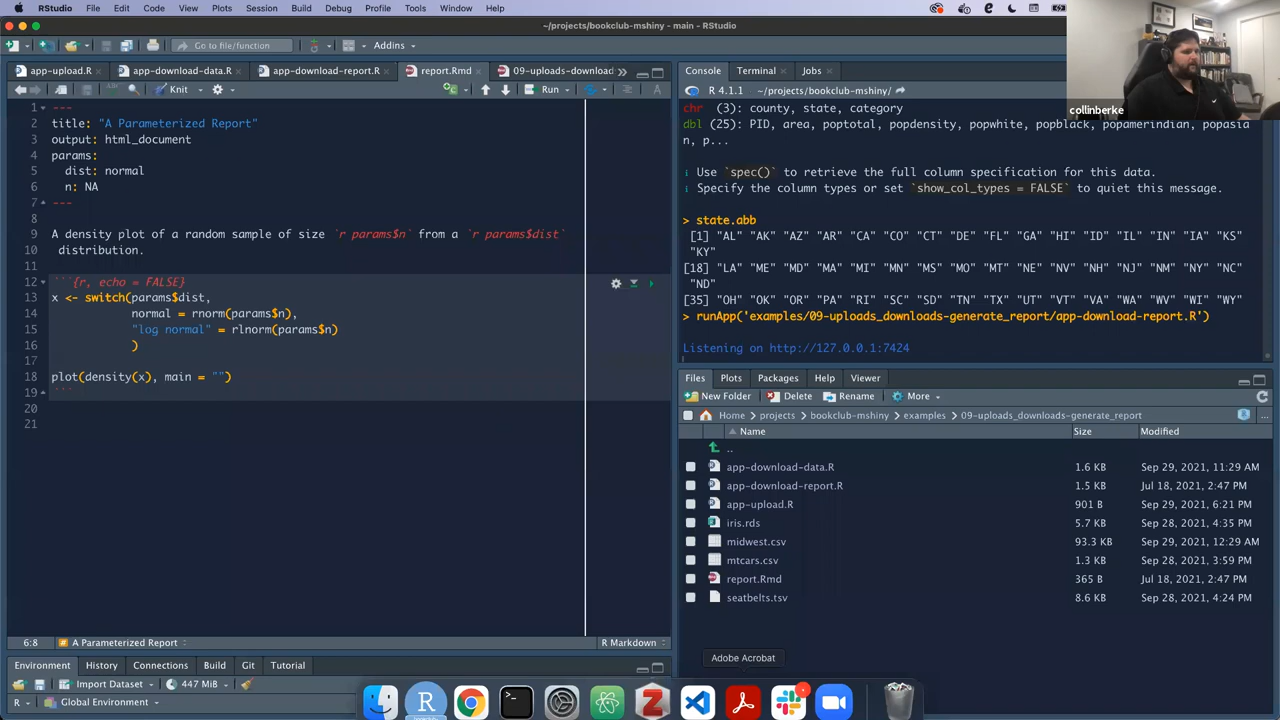 RStudio File Edit Code View Plots Session Build Debug Profile Tools Window Help
~/projects/bookclub-mshiny - main - RStudio
Go to file/function Addins
app-upload.R app-download-data.R app-download-report.R report.Rmd 09-uploads_downloads
Knit Run
1 ---
2 title: "A Parameterized Report"
3 output: html_document
4 params:
5 dist: normal
6 n: NA
7 ---
8
9 A density plot of a random sample of size `r params$n` from a `r params$dist`
10 distribution.
11
12 ```{r, echo = FALSE}
13 x <- switch(params$dist,
14 normal = rnorm(params$n),
15 "log normal" = rlnorm(params$n)
16 )
17
18 plot(density(x), main = "")
19 ```
20
21
6:8 A Parameterized Report R Markdown
Environment History Connections Build Git Tutorial
Import Dataset 447 MiB
R Global Environment
Console Terminal Jobs
R 4.1.1 ~/projects/bookclub-mshiny/
chr (3): county, state, category
dbl (25): PID, area, poptotal, popdensity, popwhite, popblack, popamerindian, popasia
n, p...
i Use `spec()` to retrieve the full column specification for this data.
i Specify the column types or set `show_col_types = FALSE` to quiet this message.
> state.abb
[1] "AL" "AK" "AZ" "AR" "CA" "CO" "CT" "DE" "FL" "GA" "HI" "ID" "IL" "IN" "IA" "KS"
"KY"
[18] "LA" "ME" "MD" "MA" "MI" "MN" "MS" "MO" "MT" "NE" "NV" "NH" "NJ" "NM" "NY" "NC"
"ND"
[35] "OH" "OK" "OR" "PA" "RI" "SC" "SD" "TN" "TX" "UT" "VT" "VA" "WA" "WV" "WI" "WY"
> runApp('examples/09-uploads_downloads-generate_report/app-download-report.R')
Listening on http://127.0.0.1:7424
Files Plots Packages Help Viewer
New Folder Delete Rename More
Home projects bookclub-mshiny examples 09-uploads_downloads-generate_report ...
Name Size Modified
..
app-download-data.R 1.6 KB Sep 29, 2021, 11:29 AM
app-download-report.R 1.5 KB Jul 18, 2021, 2:47 PM
app-upload.R 901 B Sep 29, 2021, 6:21 PM
iris.rds 5.7 KB Sep 28, 2021, 4:35 PM
midwest.csv 93.3 KB Sep 29, 2021, 12:29 AM
mtcars.csv 1.3 KB Sep 28, 2021, 3:59 PM
report.Rmd 365 B Jul 18, 2021, 2:47 PM
seatbelts.tsv 8.6 KB Sep 28, 2021, 4:24 PM
Adobe Acrobat
collinberke